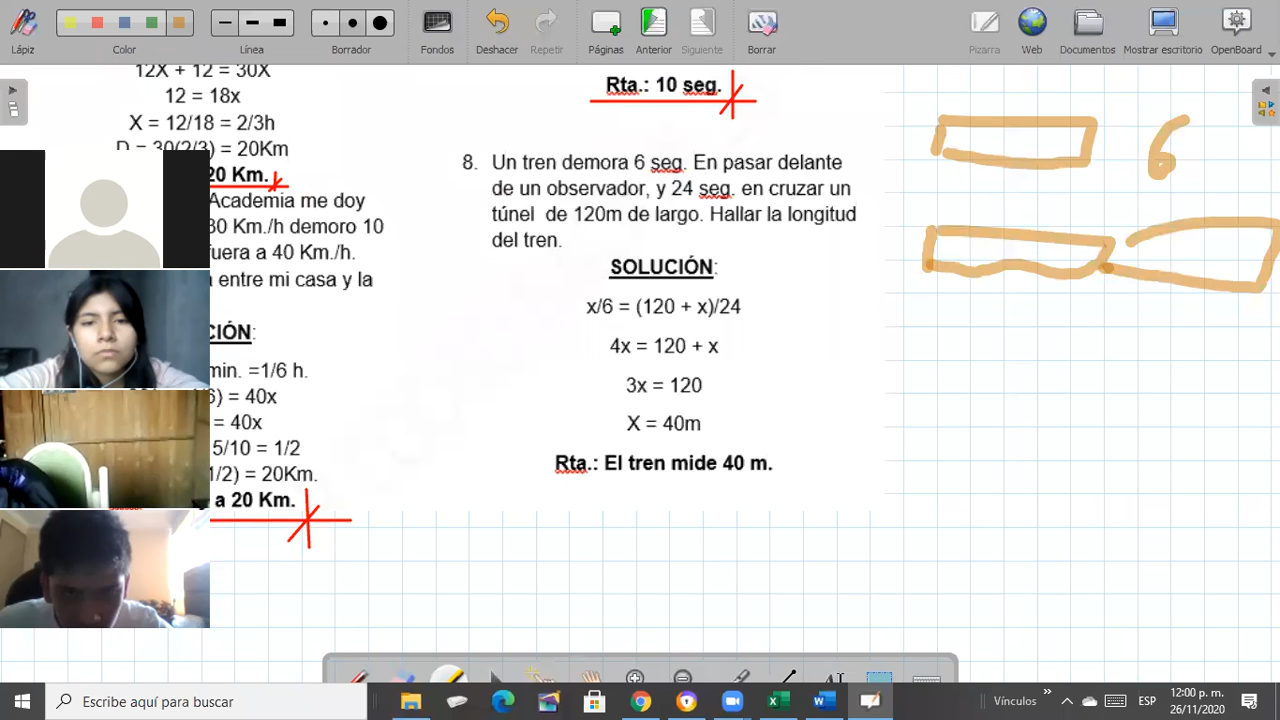 Lápiz
Color
Línea
Borrador
Fondos
Deshacer
Repetir
Páginas
Anterior
Siguiente
Borrar
Pizarra
Web
Documentos
Mostrar escritorio
OpenBoard
12X + 12 = 30X
12 = 18x
X = 12/18 = 2/3h
D = 30(2/3) = 20Km
20 Km.
Academia me doy
Km./h demoro 10
fuera a 40 Km./h.
entre mi casa y la
CIÓN:
min. =1/6 h.
= 40x
= 40x
5/10 = 1/2
= 20Km.
a 20 Km.
Rta.: 10 seg.
8. Un tren demora 6 seg. En pasar delante
de un observador, y 24 seg. en cruzar un
túnel de 120m de largo. Hallar la longitud
del tren.
SOLUCIÓN:
x/6 = (120 + x)/24
4x = 120 + x
3x = 120
X = 40m
Rta.: El tren mide 40 m.
6
Escribe aquí para buscar
Vínculos
ESP
12:00 p. m.
26/11/2020